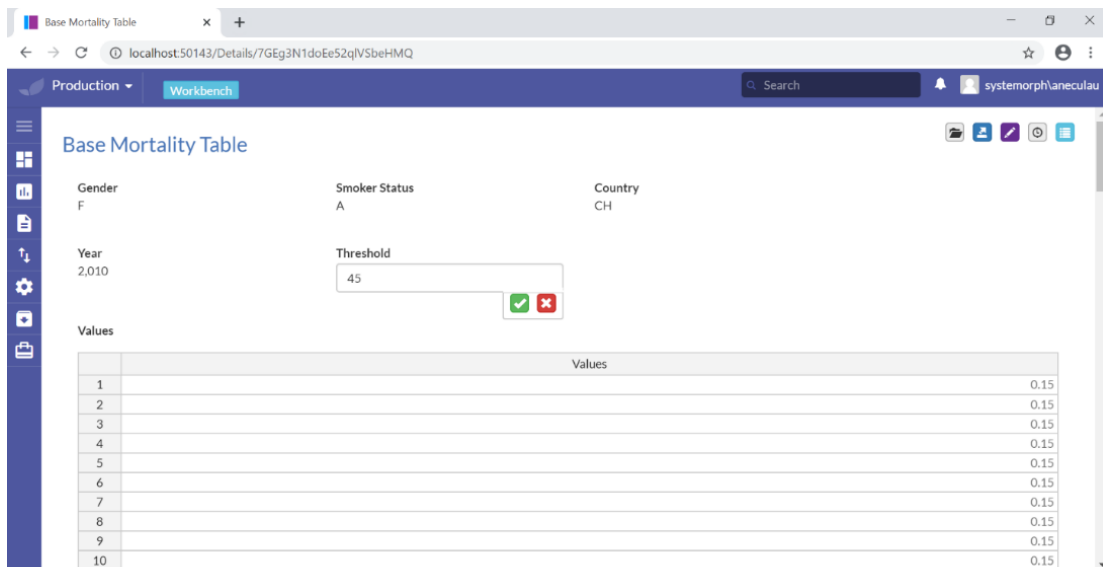 Base Mortality Table
localhost:50143/Details/7GEg3N1doEe52qlVSbeHMQ
Production Workbench Search systemorph\aneculau
Base Mortality Table
Gender Smoker Status Country
F A CH
Year Threshold
2,010 45
Values
Values
1 0.15
2 0.15
3 0.15
4 0.15
5 0.15
6 0.15
7 0.15
8 0.15
9 0.15
10 0.15